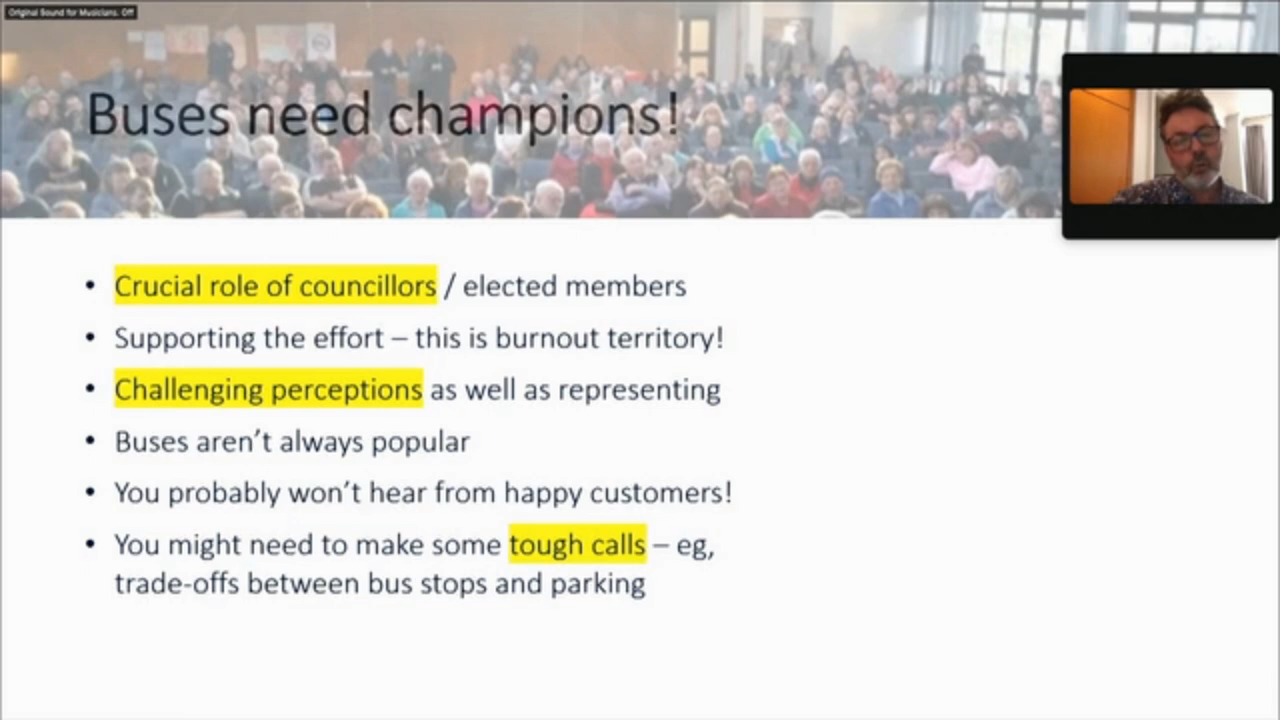 Original Sound for Musicians: Off
Buses need champions!
• Crucial role of councillors / elected members
• Supporting the effort – this is burnout territory!
• Challenging perceptions as well as representing
• Buses aren’t always popular
• You probably won’t hear from happy customers!
• You might need to make some tough calls – eg,
trade-offs between bus stops and parking